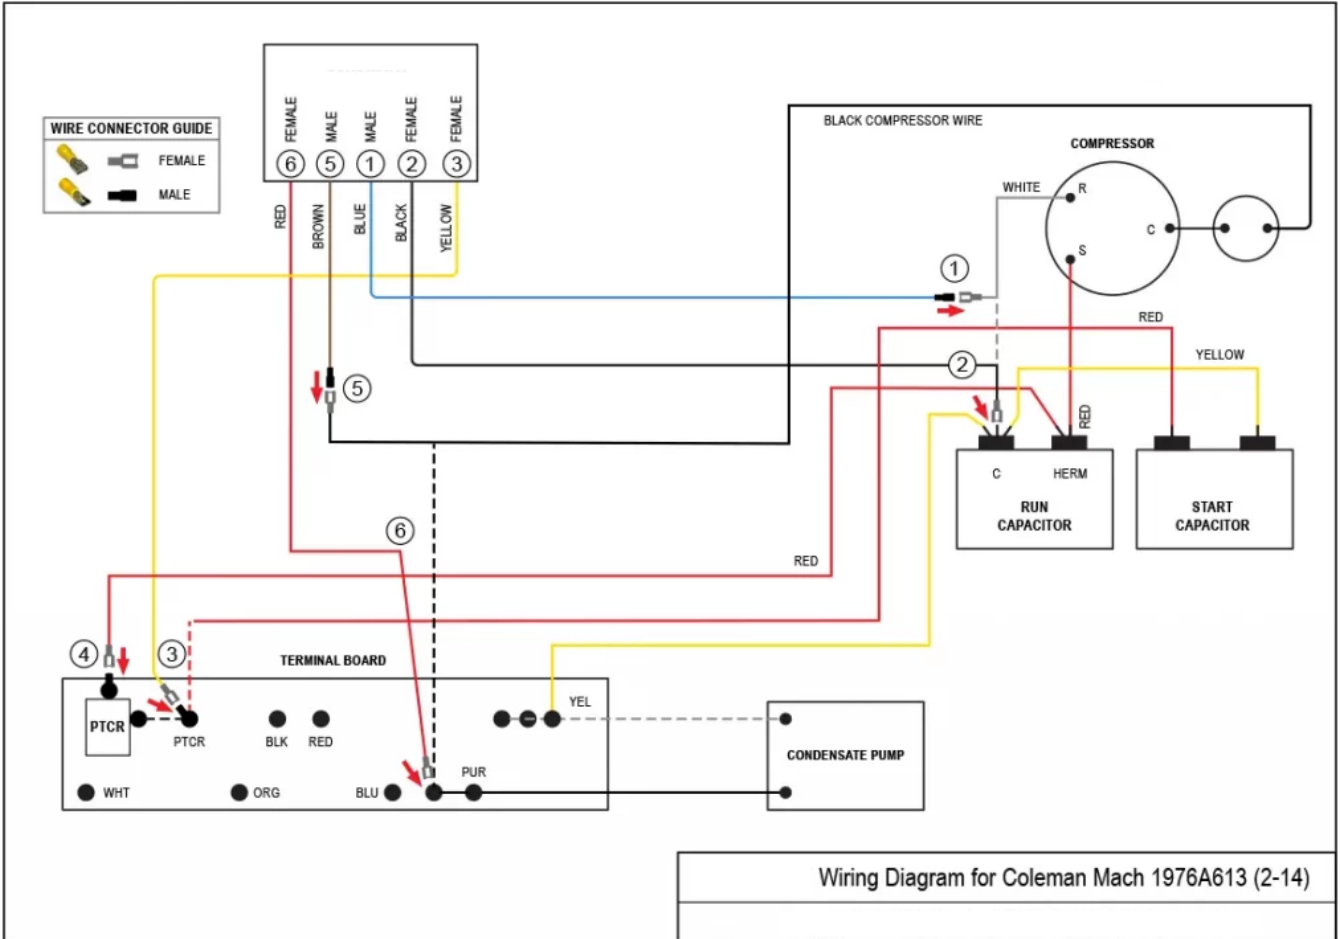 FEMALE
MALE
MALE
FEMALE
FEMALE
6
5
1
2
3
RED
BROWN
BLUE
BLACK
YELLOW
WIRE CONNECTOR GUIDE
FEMALE
MALE
BLACK COMPRESSOR WIRE
COMPRESSOR
WHITE
R
C
S
1
RED
2
YELLOW
5
RED
C
HERM
RUN
CAPACITOR
START
CAPACITOR
6
RED
4
3
TERMINAL BOARD
YEL
PTCR
PTCR
BLK
RED
CONDENSATE PUMP
PUR
WHT
ORG
BLU
Wiring Diagram for Coleman Mach 1976A613 (2-14)